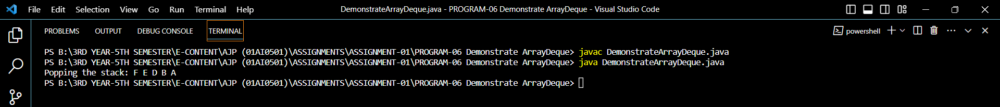 File Edit Selection View Go Run Terminal Help DemonstrateArrayDeque.java - PROGRAM-06 Demonstrate ArrayDeque - Visual Studio Code
PROBLEMS OUTPUT DEBUG CONSOLE TERMINAL powershell
PS B:\3RD YEAR-5TH SEMESTER\E-CONTENT\AJP (01AI0501)\ASSIGNMENTS\ASSIGNMENT-01\PROGRAM-06 Demonstrate ArrayDeque> javac DemonstrateArrayDeque.java
PS B:\3RD YEAR-5TH SEMESTER\E-CONTENT\AJP (01AI0501)\ASSIGNMENTS\ASSIGNMENT-01\PROGRAM-06 Demonstrate ArrayDeque> java DemonstrateArrayDeque.java
Popping the stack: F E D B A
PS B:\3RD YEAR-5TH SEMESTER\E-CONTENT\AJP (01AI0501)\ASSIGNMENTS\ASSIGNMENT-01\PROGRAM-06 Demonstrate ArrayDeque>